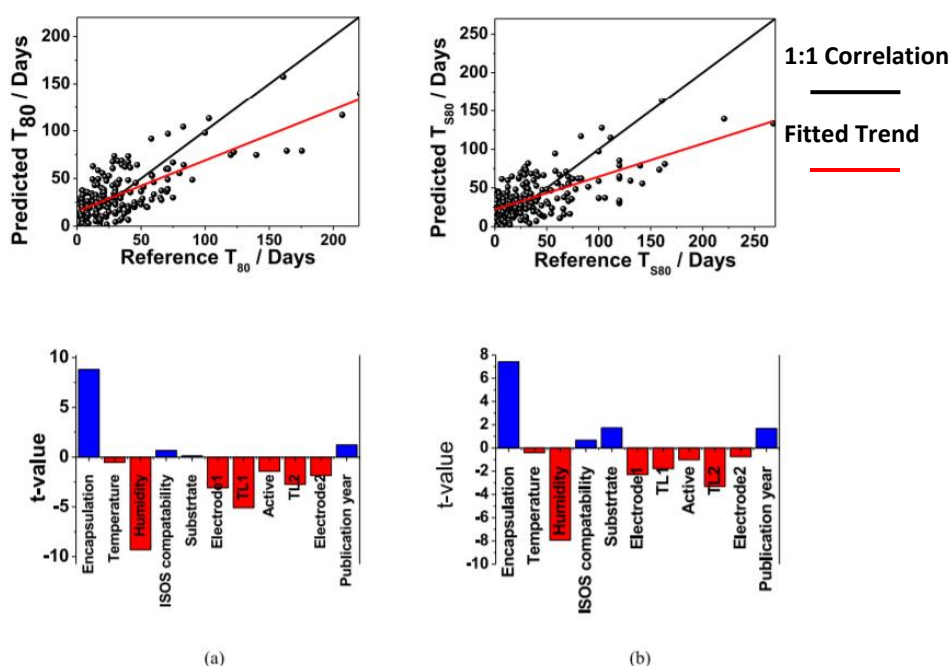 200
150
100
50
0
Predicted T80 / Days
0 50 100 150 200
Reference T80 / Days
250
200
150
100
50
0
Predicted TS80 / Days
0 50 100 150 200 250
Reference TS80 / Days
1:1 Correlation
Fitted Trend
10
5
0
-5
-10
t-value
Encapsulation
Temperature
Humidity
ISOS compatability
Substrtate
Electrode1
TL1
Active
TL2
Electrode2
Publication year
(a)
8
6
4
2
0
-2
-4
-6
-8
-10
t-value
Encapsulation
Temperature
Humidity
ISOS compatability
Substrtate
Electrode1
TL1
Active
TL2
Electrode2
Publication year
(b)